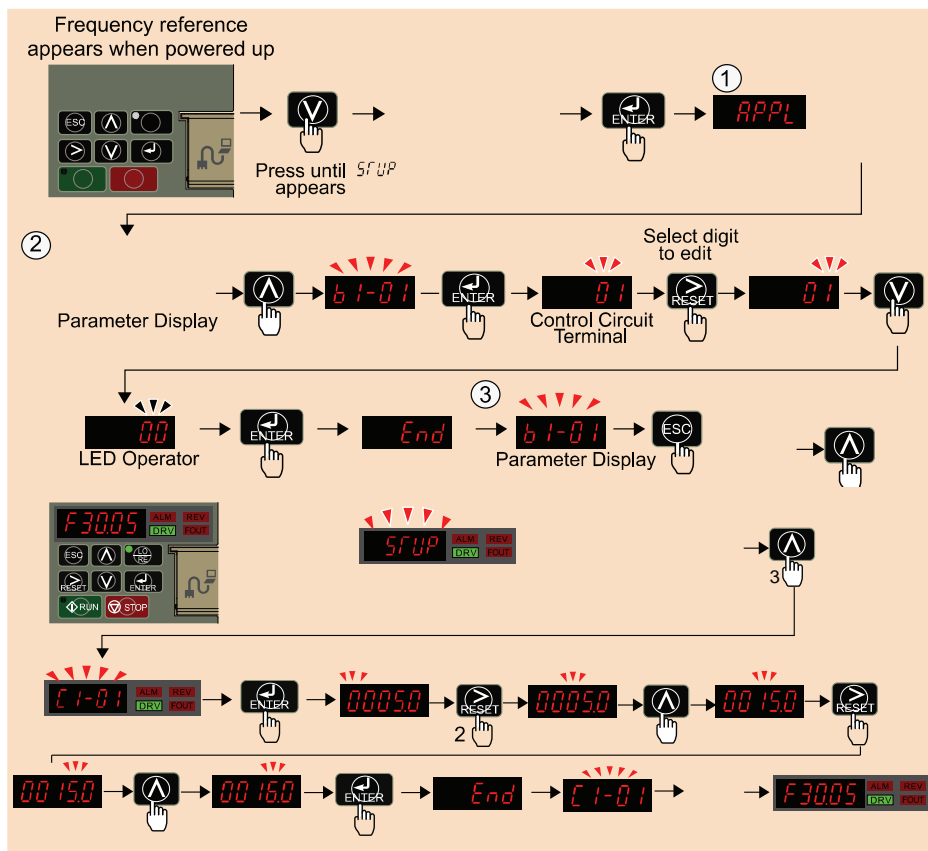 Frequency reference
appears when powered up
ESC
Press until STUP
appears
ENTER
1
APPL
2
Parameter Display
b1-01
ENTER
01
Control Circuit
Terminal
Select digit
to edit
RESET
01
00
LED Operator
ENTER
End
3
b1-01
Parameter Display
ESC
F30.05 ALM REV
DRV FOUT
ESC LO
RE
RESET ENTER
RUN STOP
STUP ALM REV
DRV FOUT
3
C1-01 ALM REV
DRV FOUT
ENTER
0005.0
RESET
2
0005.0
0015.0
RESET
0015.0
0016.0
ENTER
End
C1-01
F30.05 ALM REV
DRV FOUT